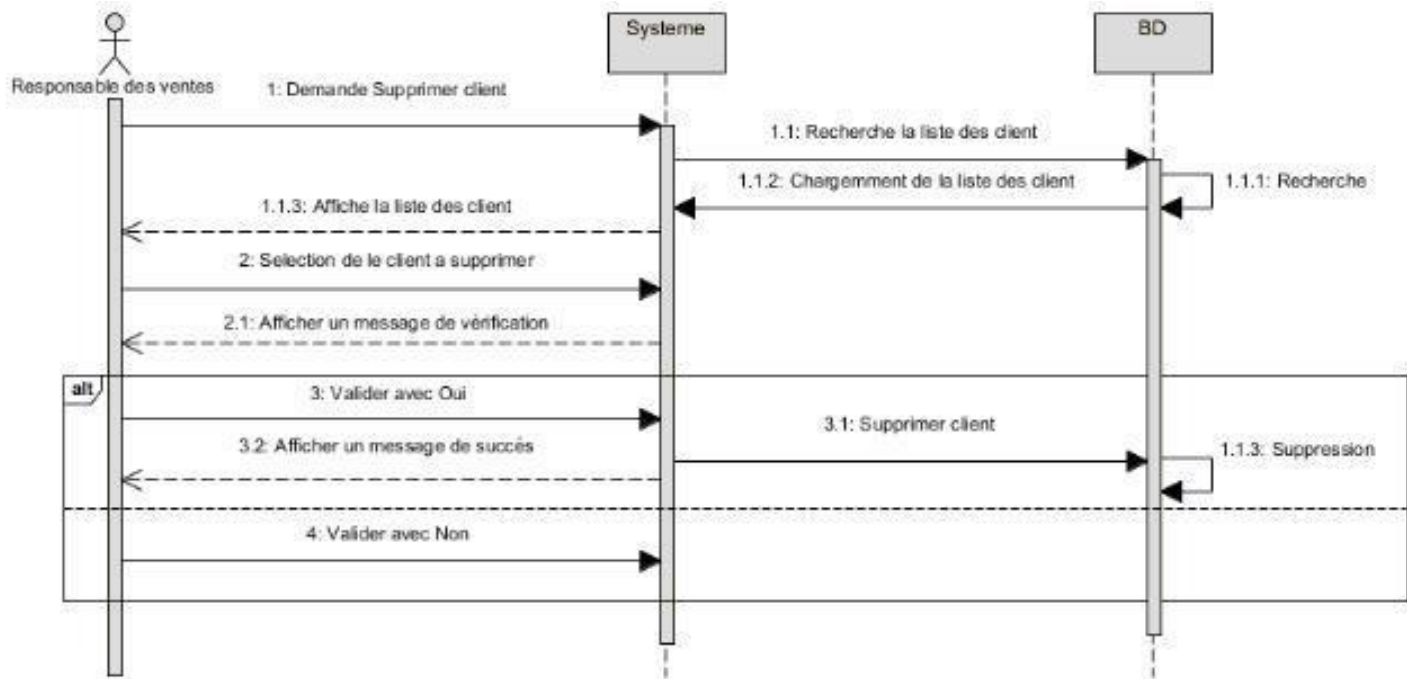 Systeme
BD
Responsable des ventes
1: Demande Supprimer client
1.1: Recherche la liste des client
1.1.2: Chargemment de la liste des client
1.1.1: Recherche
1.1.3: Affiche la liste des client
2: Selection de le client a supprimer
2.1: Afficher un message de vérification
alt
3: Valider avec Oui
3.1: Supprimer client
3.2: Afficher un message de succés
1.1.3: Suppression
4: Valider avec Non